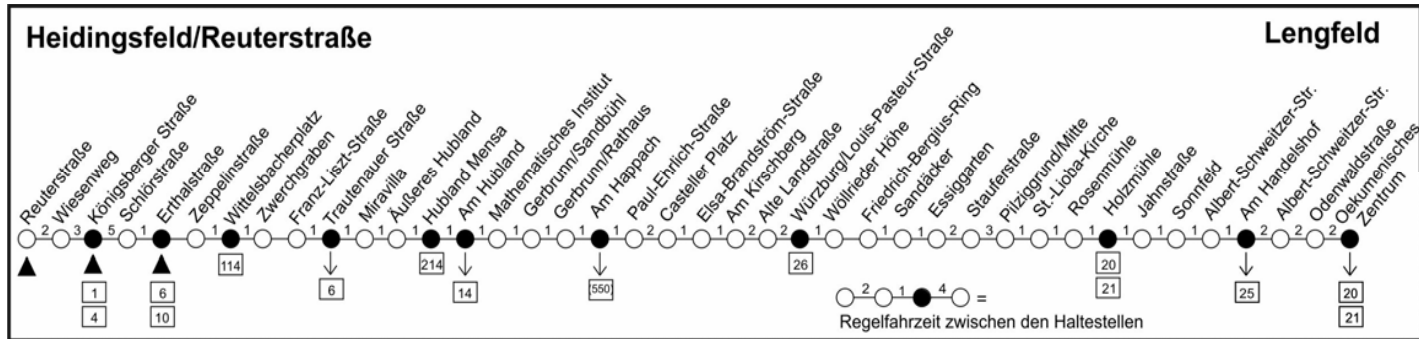 Heidingsfeld/Reuterstraße
Lengfeld
Reuterstraße
Wiesenweg
Königsberger Straße
Schlörstraße
Erthalstraße
Zeppelinstraße
Wittelsbacherplatz
Zwerchgraben
Franz-Liszt-Straße
Trautenauer Straße
Miravilla
Äußeres Hubland
Hubland Mensa
Am Hubland
Mathematisches Institut
Gerbrunn/Sandbühl
Gerbrunn/Rathaus
Am Happach
Paul-Ehrlich-Straße
Casteller Platz
Elsa-Brandström-Straße
Am Kirschberg
Alte Landstraße
Würzburg/Louis-Pasteur-Straße
Wöllrieder Höhe
Friedrich-Bergius-Ring
Sandäcker
Essiggarten
Stauferstraße
Pilziggrund/Mitte
St.-Lioba-Kirche
Rosenmühle
Holzmühle
Jahnstraße
Sonnfeld
Albert-Schweitzer-Str.
Am Handelshof
Albert-Schweitzer-Str.
Odenwaldstraße
Oekumenisches
Zentrum
2 3 5 1 1 1 1 1 1 1 1 1 1 1 1 1 2 1 1 2 2 1 1 1 2 3 1 1 1 1 1 1 1 2 2 2
1
4
6
10
114
6
214
14
(550)
26
20
21
25
20
21
2 1 4 =
Regelfahrzeit zwischen den Haltestellen